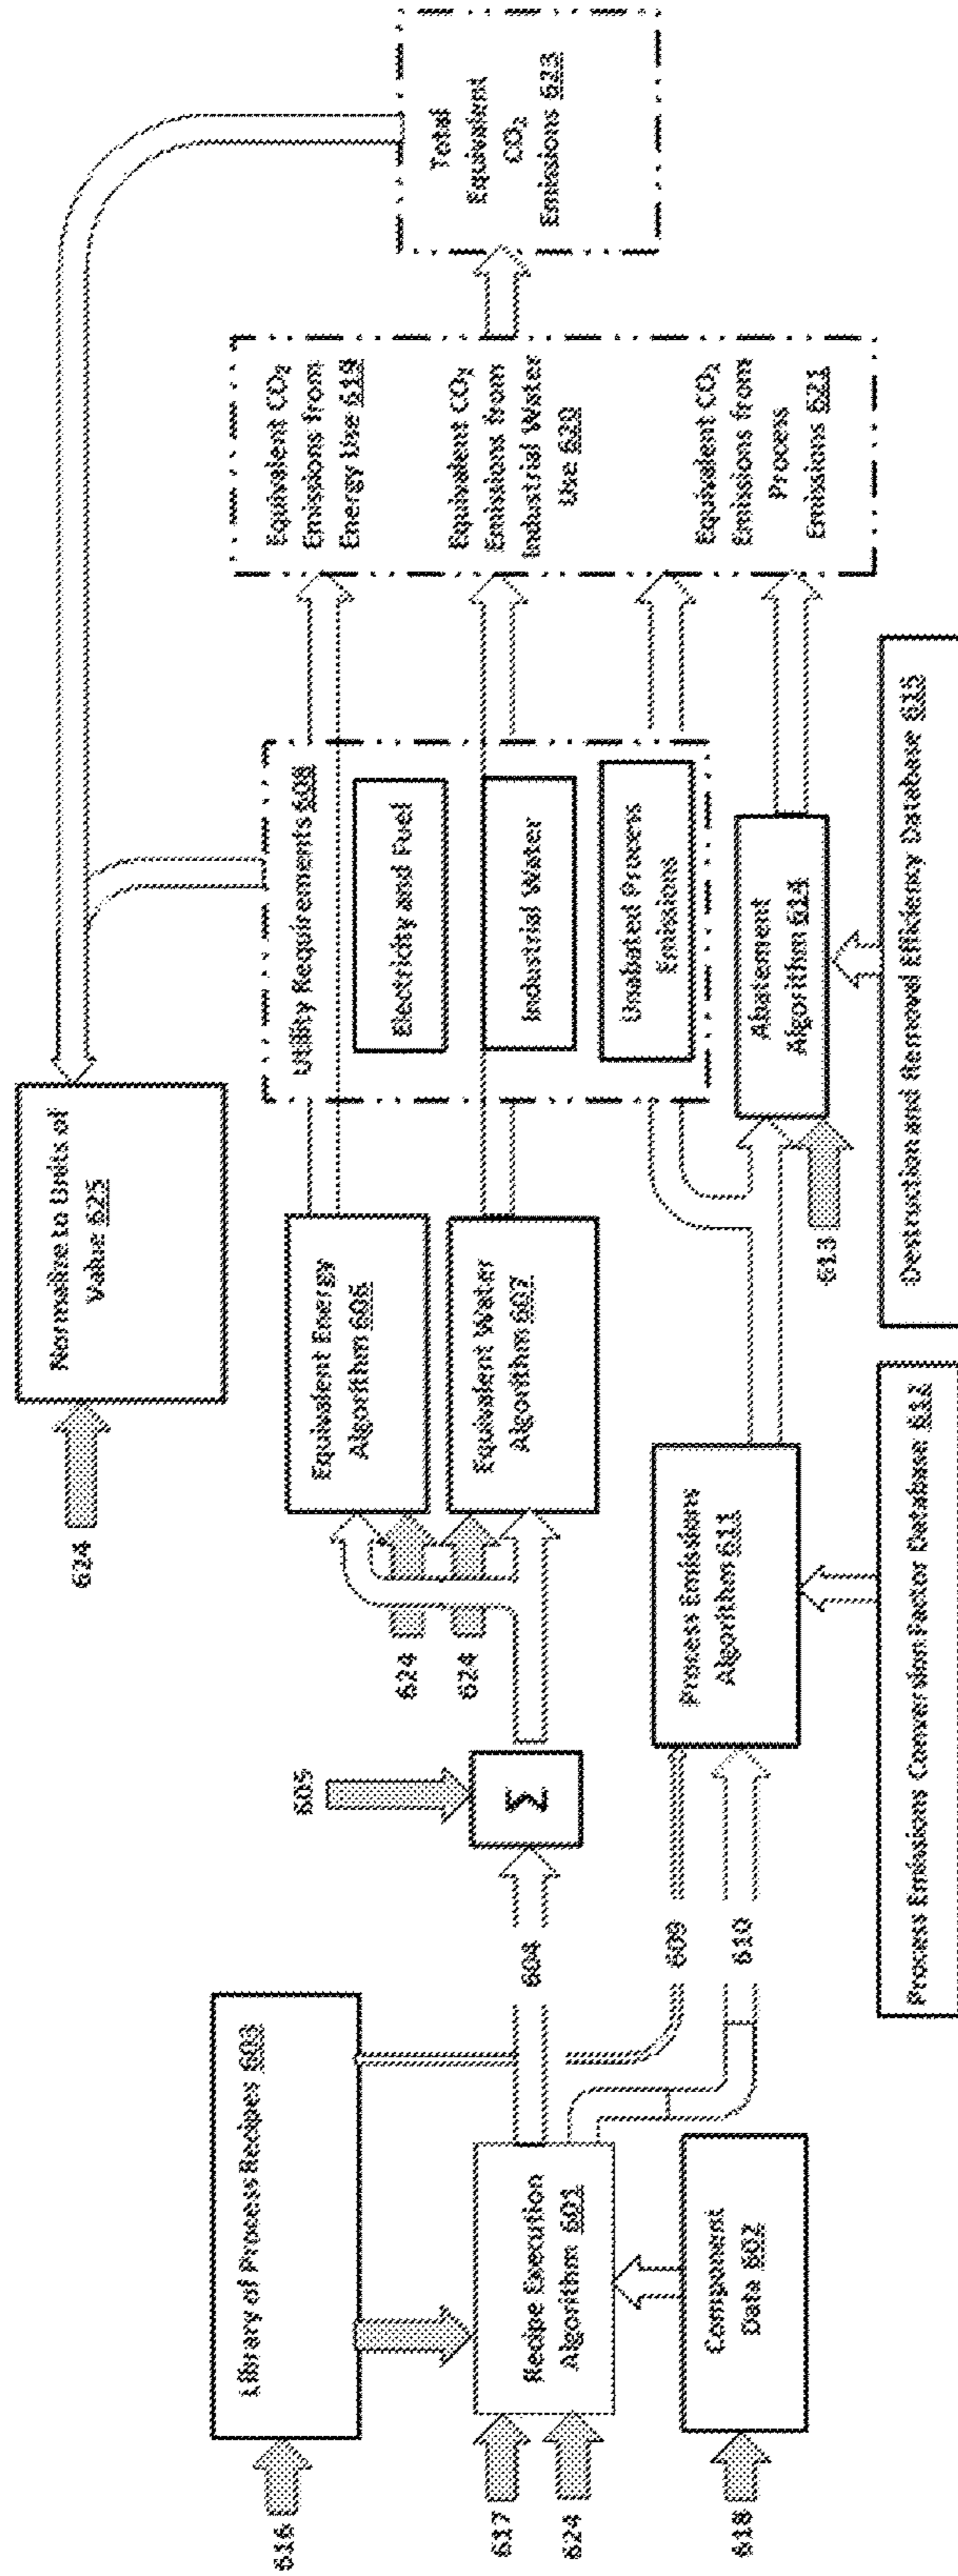 616
617
624
618
Library of Process Recipes 603
Recipe Execution
Algorithm 601
Component
Data 602
604
609
610
605
Σ
624
624
624
Normalize to Units of
Value 625
Equivalent Energy
Algorithm 606
Equivalent Water
Algorithm 607
Process Emissions
Algorithm 611
Process Emissions Conversion Factor Database 612
Utility Requirements 608
Electricity and Fuel
Industrial Water
Unabated Process
Emissions
613
Abatement
Algorithm 614
Destruction and Removal Efficiency Database 615
Equivalent CO₂
Emissions from
Energy Use 619
Equivalent CO₂
Emissions from
Industrial Water
Use 620
Equivalent CO₂
Emissions from
Process
Emissions 621
Total
Equivalent
CO₂
Emissions 623